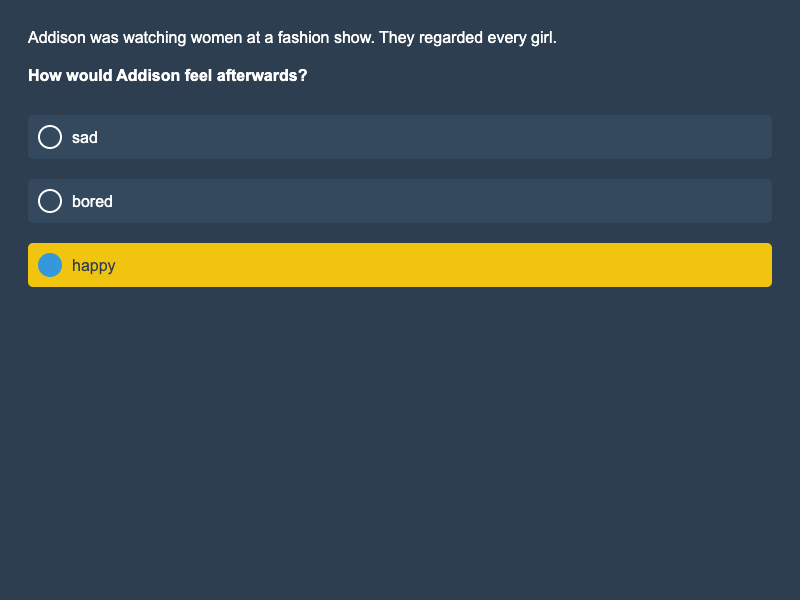 Addison was watching women at a fashion show. They regarded every girl.
How would Addison feel afterwards?
sad
bored
happy